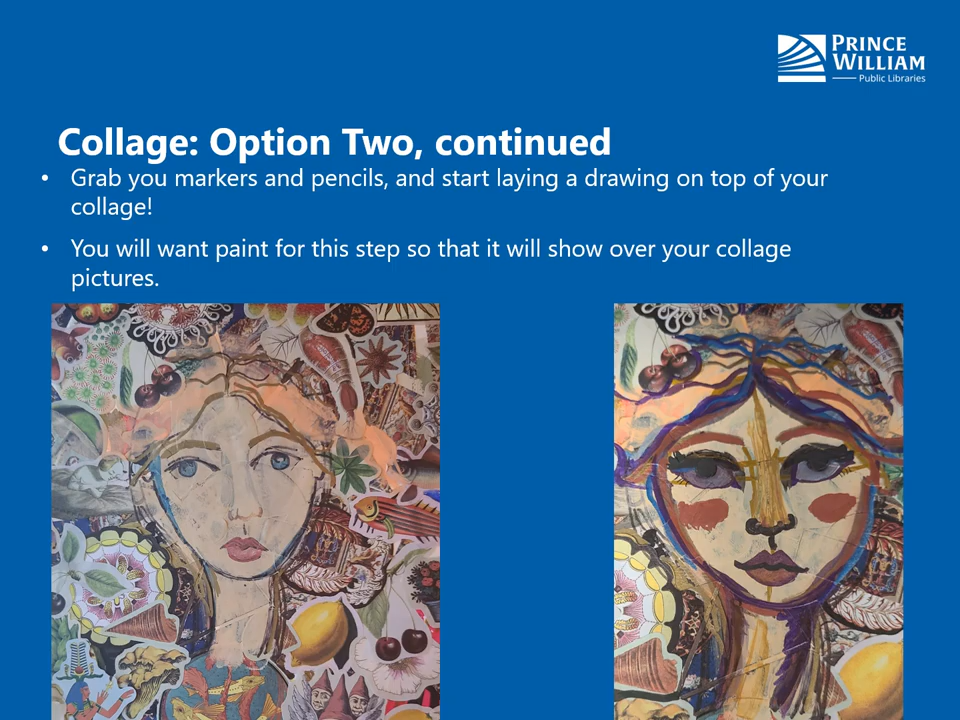 PRINCE
WILLIAM
Public Libraries
Collage: Option Two, continued
• Grab you markers and pencils, and start laying a drawing on top of your
collage!
• You will want paint for this step so that it will show over your collage
pictures.